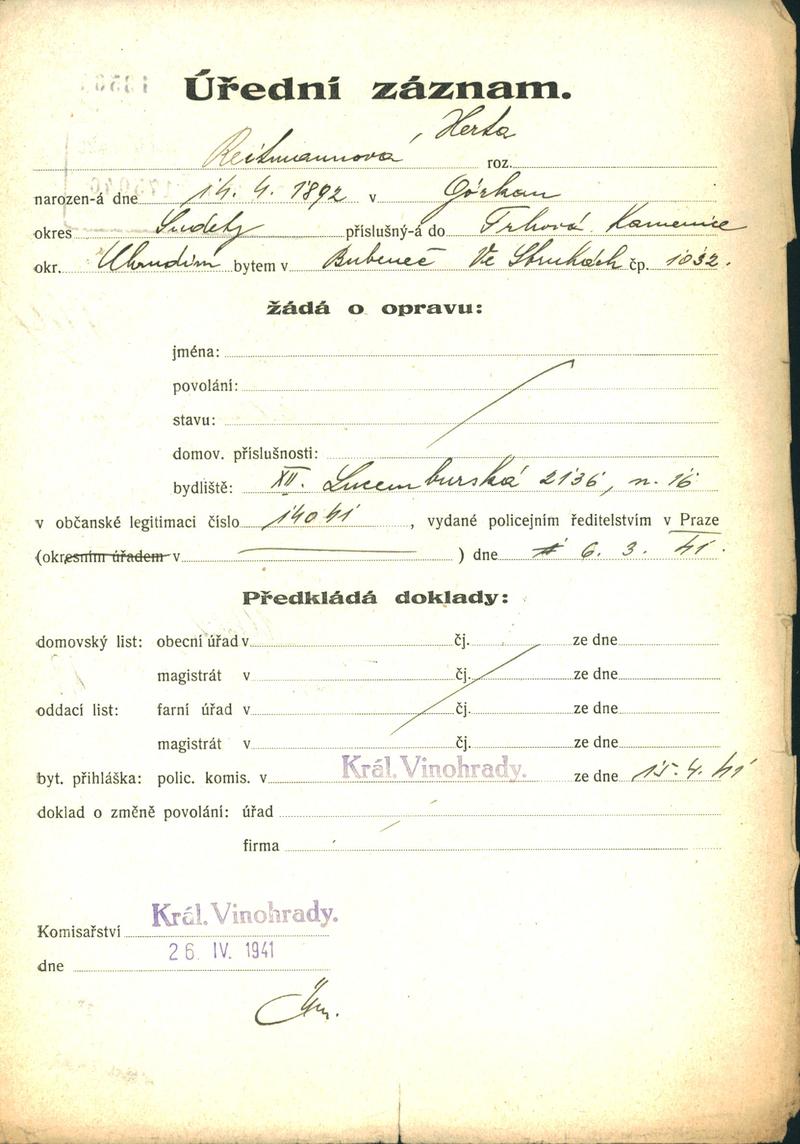 Úřední záznam.
Reitmannová Herta roz.
narozen-á dne 14. 4. 1892 v Görkau
okres Sudety příslušný-á do Trhová Kamenice
okr. Chrudim bytem v Bubeneč Ve Struhách čp. 1032.
žádá o opravu:
jména:
povolání:
stavu:
domov. příslušnosti:
bydliště: XII. Lucemburská 2136, n. 16
v občanské legitimaci číslo 14041, vydané policejním ředitelstvím v Praze
(okresním úřadem v ) dne 6. 3. 41.
Předkládá doklady:
domovský list: obecní úřad v čj. ze dne
magistrát v čj. ze dne
oddací list: farní úřad v čj. ze dne
magistrát v čj. ze dne
byt. přihláška: polic. komis. v Král. Vinohrady. ze dne 15. 4. 41
doklad o změně povolání: úřad
firma
Komisařství Král. Vinohrady.
dne 26 IV. 1941